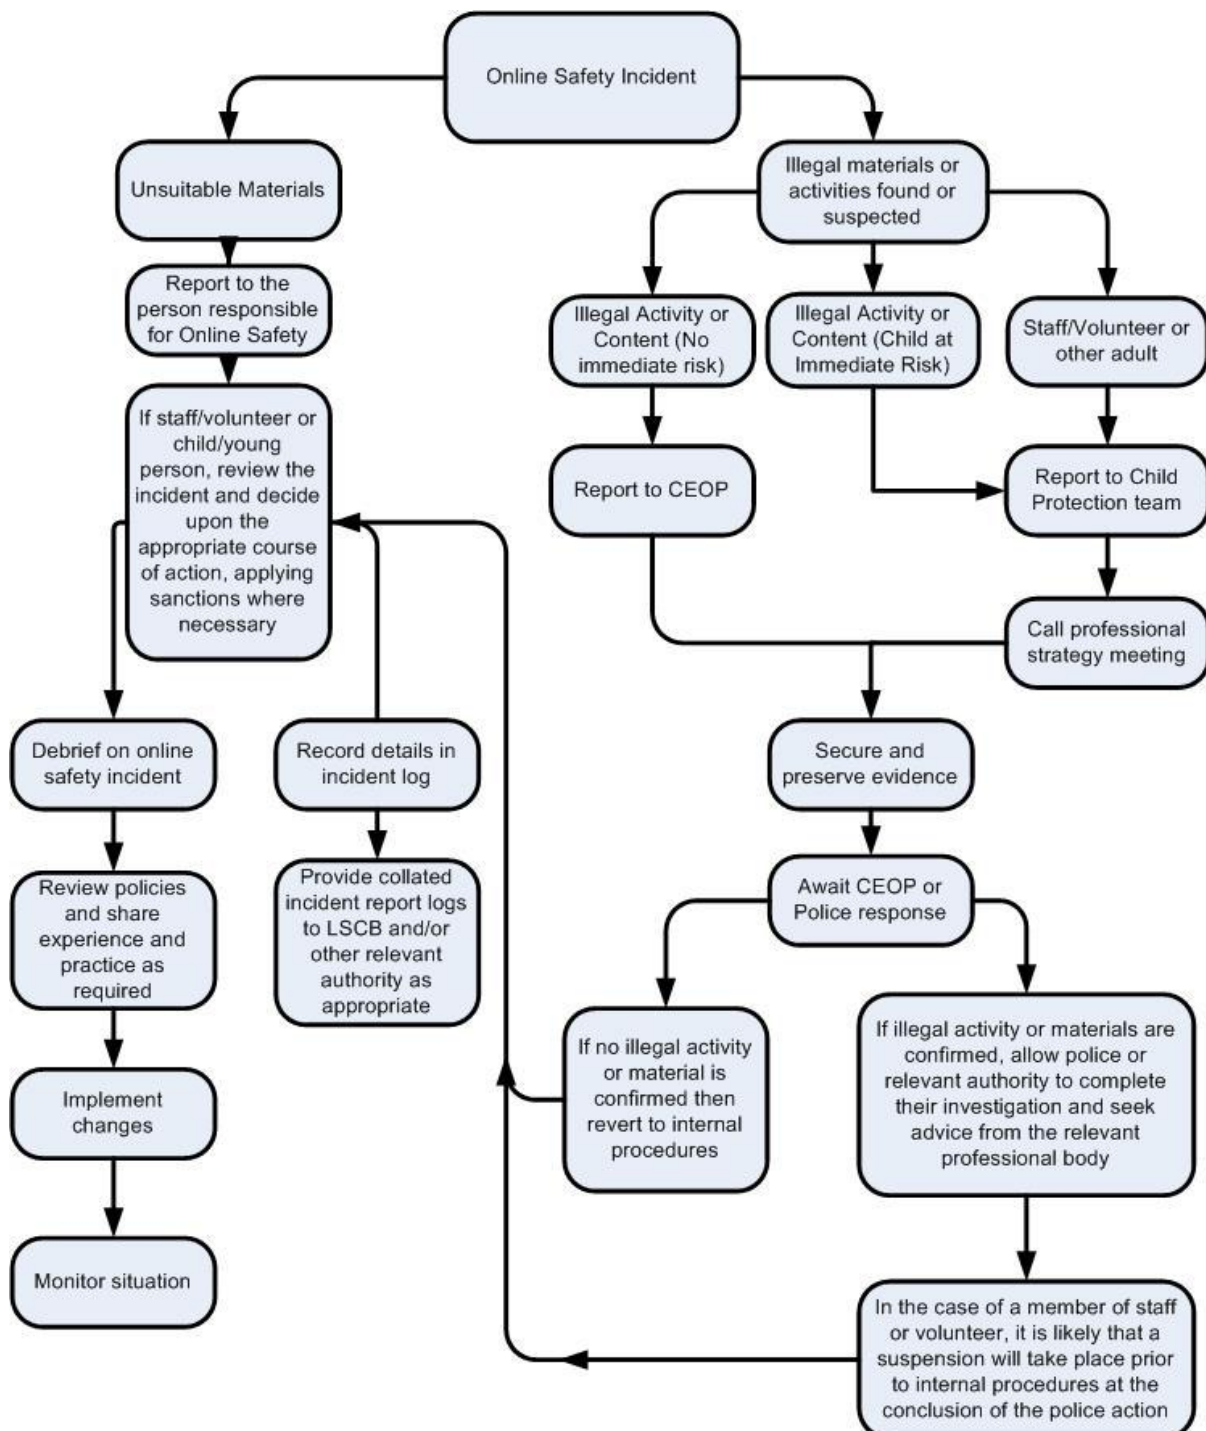 Online Safety Incident
Unsuitable Materials
Illegal materials or
activities found or
suspected
Report to the
person responsible
for Online Safety
Illegal Activity or
Content (No
immediate risk)
Illegal Activity or
Content (Child at
Immediate Risk)
Staff/Volunteer or
other adult
If staff/volunteer or
child/young
person, review the
incident and decide
upon the
appropriate course
of action, applying
sanctions where
necessary
Report to CEOP
Report to Child
Protection team
Call professional
strategy meeting
Debrief on online
safety incident
Record details in
incident log
Secure and
preserve evidence
Review policies
and share
experience and
practice as
required
Provide collated
incident report logs
to LSCB and/or
other relevant
authority as
appropriate
Await CEOP or
Police response
If no illegal activity
or material is
confirmed then
revert to internal
procedures
If illegal activity or materials are
confirmed, allow police or
relevant authority to complete
their investigation and seek
advice from the relevant
professional body
Implement
changes
Monitor situation
In the case of a member of staff
or volunteer, it is likely that a
suspension will take place prior
to internal procedures at the
conclusion of the police action